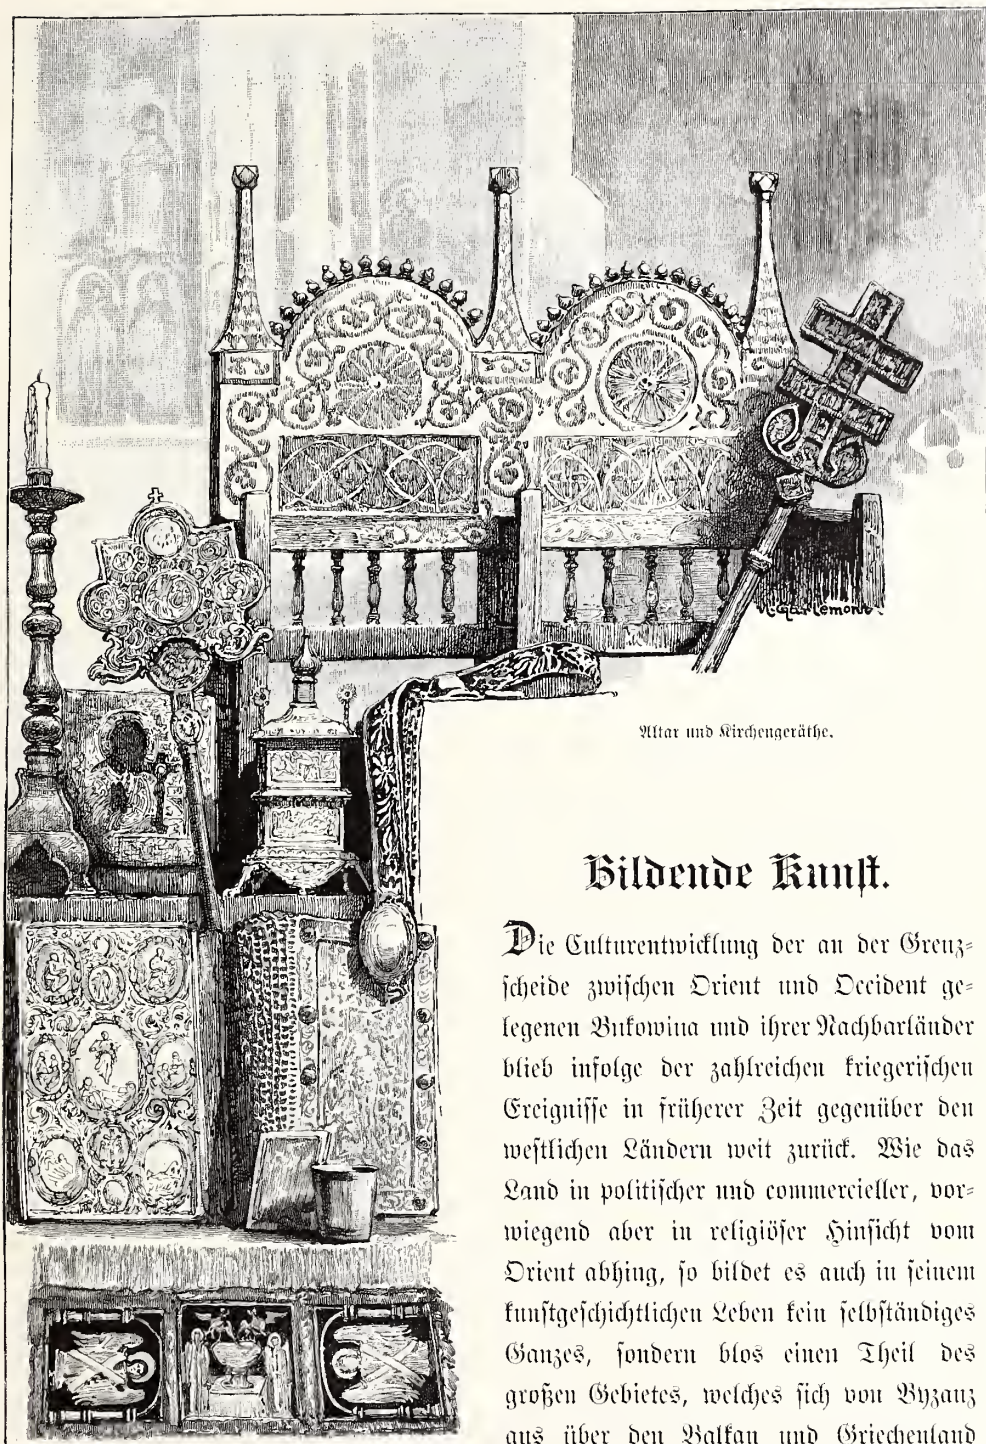 Altar und Kirchengeräthe.
Bildende Kunst.
Die Culturentwicklung der an der Grenz-
scheide zwischen Orient und Occident ge-
legenen Bukowina und ihrer Nachbarländer
blieb infolge der zahlreichen kriegerischen
Ereignisse in früherer Zeit gegenüber den
westlichen Ländern weit zurück. Wie das
Land in politischer und commercieller, vor-
wiegend aber in religiöser Hinsicht vom
Orient abhing, so bildet es auch in seinem
kunstgeschichtlichen Leben kein selbständiges
Ganzes, sondern blos einen Theil des
großen Gebietes, welches sich von Byzanz
aus über den Balkan und Griechenland